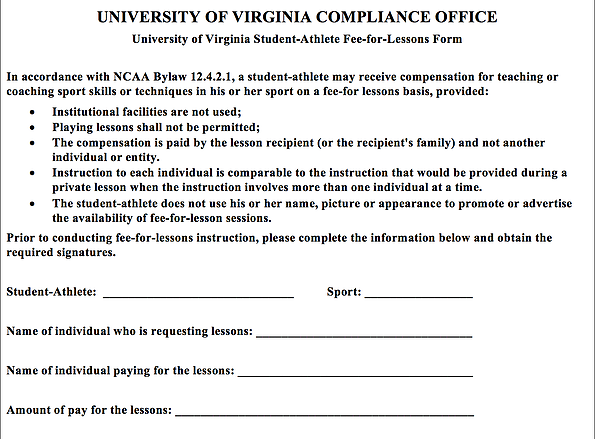 UNIVERSITY OF VIRGINIA COMPLIANCE OFFICE
University of Virginia Student-Athlete Fee-for-Lessons Form
In accordance with NCAA Bylaw 12.4.2.1, a student-athlete may receive compensation for teaching or
coaching sport skills or techniques in his or her sport on a fee-for lessons basis, provided:
• Institutional facilities are not used;
• Playing lessons shall not be permitted;
• The compensation is paid by the lesson recipient (or the recipient's family) and not another
individual or entity.
• Instruction to each individual is comparable to the instruction that would be provided during a
private lesson when the instruction involves more than one individual at a time.
• The student-athlete does not use his or her name, picture or appearance to promote or advertise
the availability of fee-for-lesson sessions.
Prior to conducting fee-for-lessons instruction, please complete the information below and obtain the
required signatures.
Student-Athlete: ____________________________ Sport: ________________
Name of individual who is requesting lessons: ________________________________
Name of individual paying for the lessons: ___________________________________
Amount of pay for the lessons: ____________________________________________